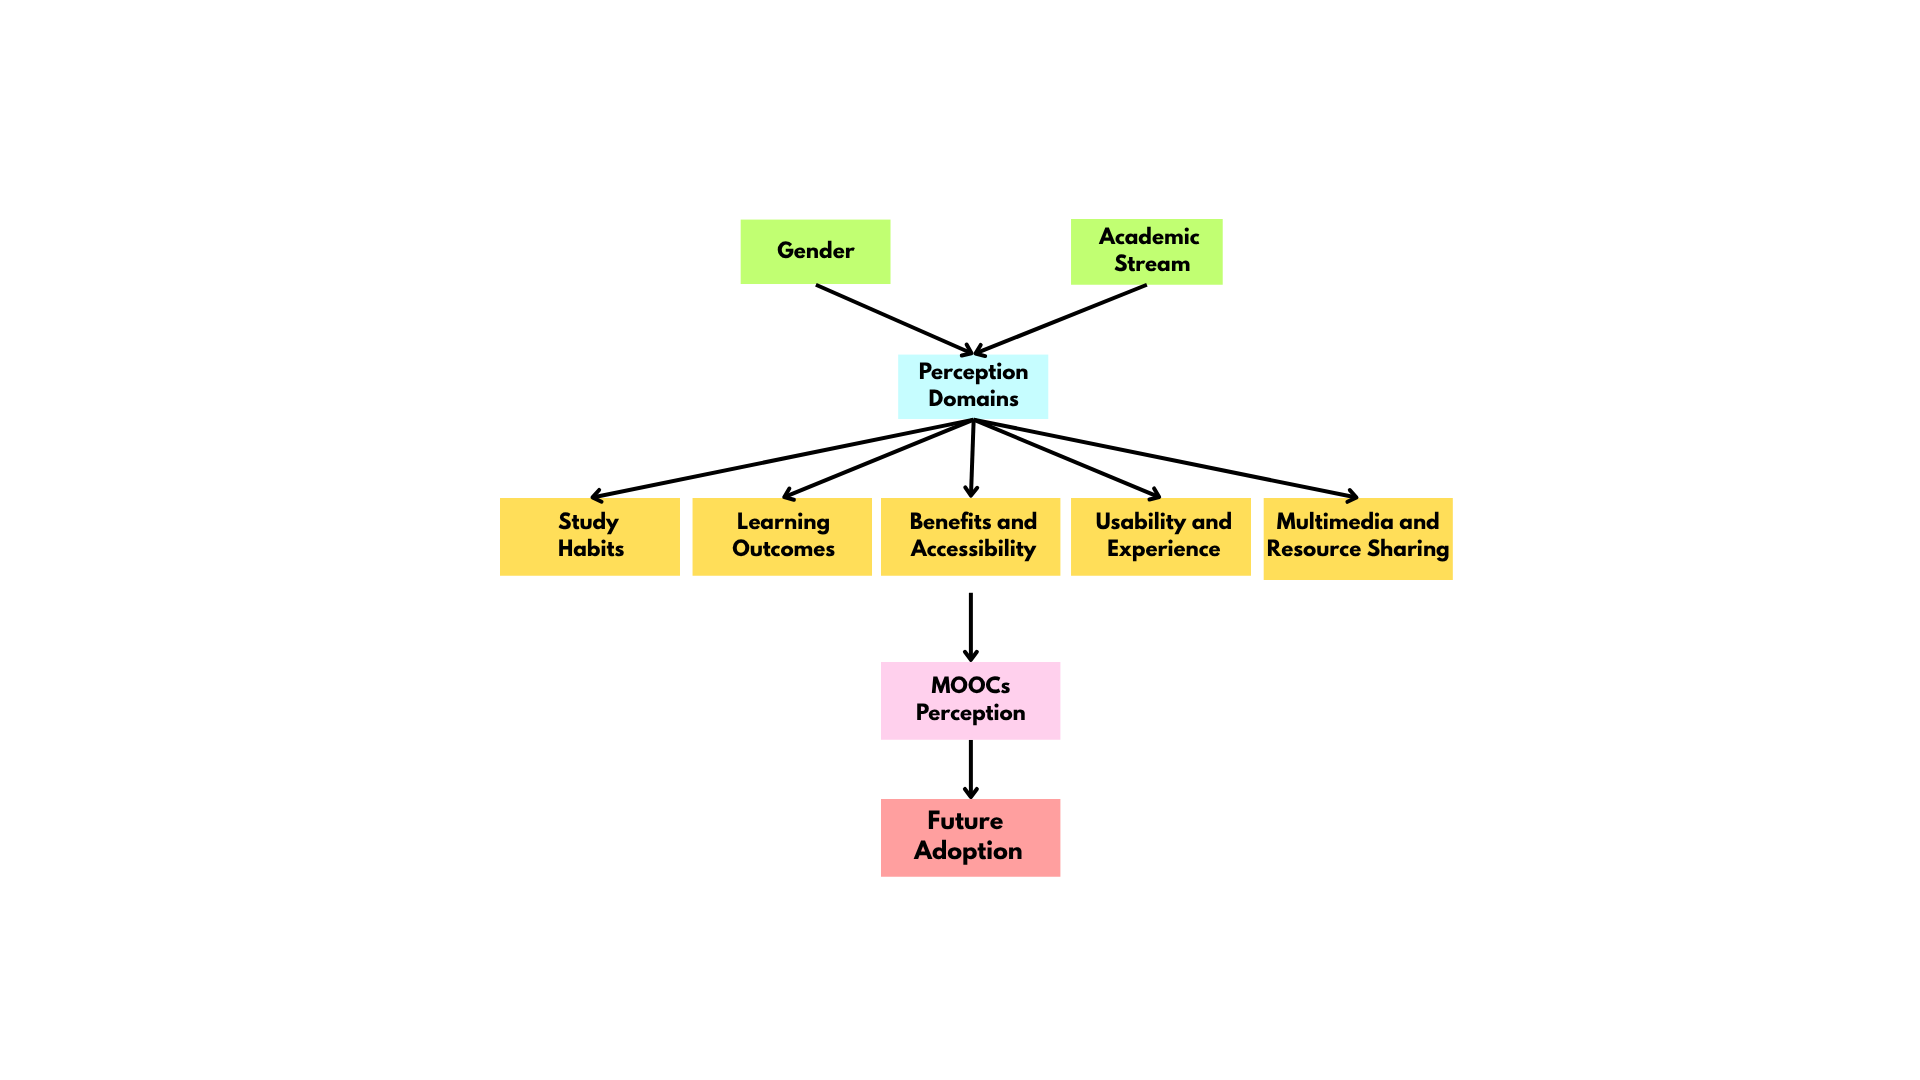 Gender
Academic
Stream
Perception
Domains
Study
Habits
Learning
Outcomes
Benefits and
Accessibility
Usability and
Experience
Multimedia and
Resource Sharing
MOOCs
Perception
Future
Adoption